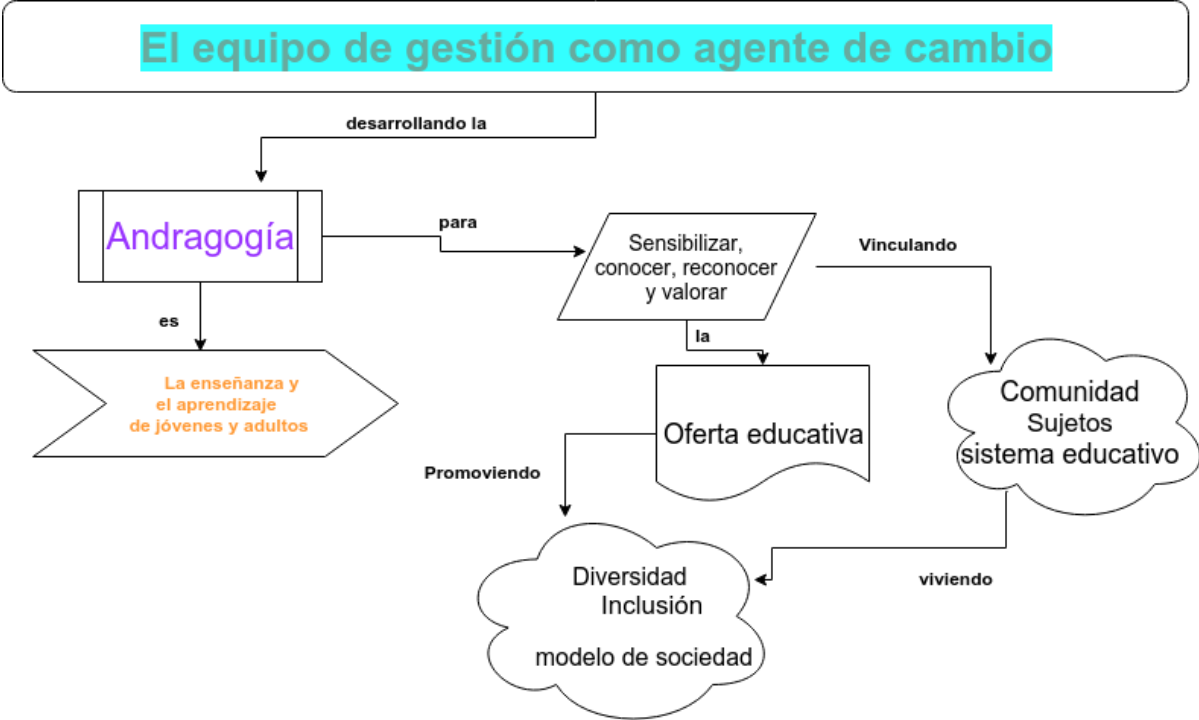 El equipo de gestión como agente de cambio
desarrollando la
Andragogía
para
Sensibilizar,
conocer, reconocer
y valorar
Vinculando
es
la
La enseñanza y
el aprendizaje
de jóvenes y adultos
Oferta educativa
Comunidad
Sujetos
sistema educativo
Promoviendo
viviendo
Diversidad
Inclusión
modelo de sociedad